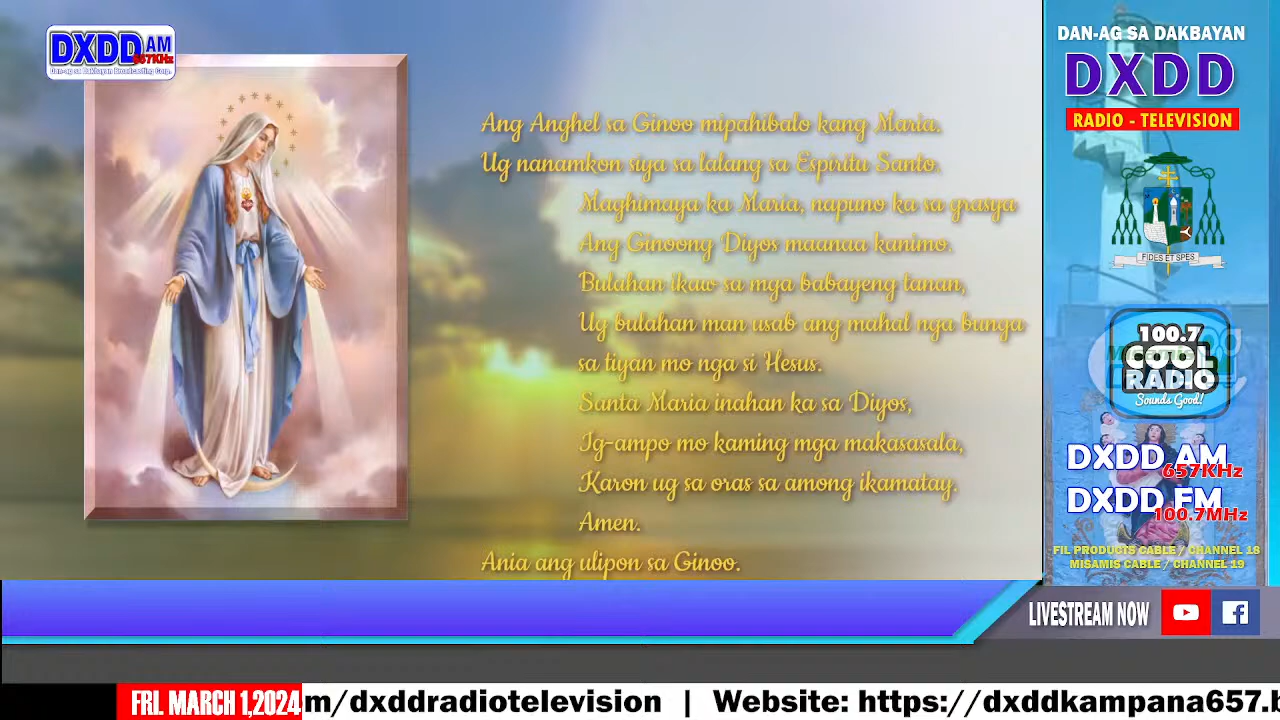 DXDD AM
657KHz
Dan-ag sa Dakbayan Broadcasting Corp.
Ang Anghel sa Ginoo mipahibalo kang Maria.
Ug nanamkon siya sa lalang sa Espiritu Santo.
Maghimaya ka Maria, napuno ka sa grasya
Ang Ginoong Diyos maanaa kanimo.
Bulahan ikaw sa mga babayeng tanan,
Ug bulahan man usab ang mahal nga bunga
sa tiyan mo nga si Hesus.
Santa Maria inahan ka sa Diyos,
Ig-ampo mo kaming mga makasasala,
Karon ug sa oras sa among ikamatay.
Amen.
Ania ang ulipon sa Ginoo.
DAN-AG SA DAKBAYAN
DXDD
RADIO - TELEVISION
FIDES ET SPES
100.7
COOL
RADIO
Sounds Good!
DXDD AM
657KHz
DXDD FM
100.7MHz
FIL PRODUCTS CABLE / CHANNEL 18
MISAMIS CABLE / CHANNEL 19
LIVESTREAM NOW
FRI. MARCH 1,2024
m/dxddradiotelevision | Website: https://dxddkampana657.b